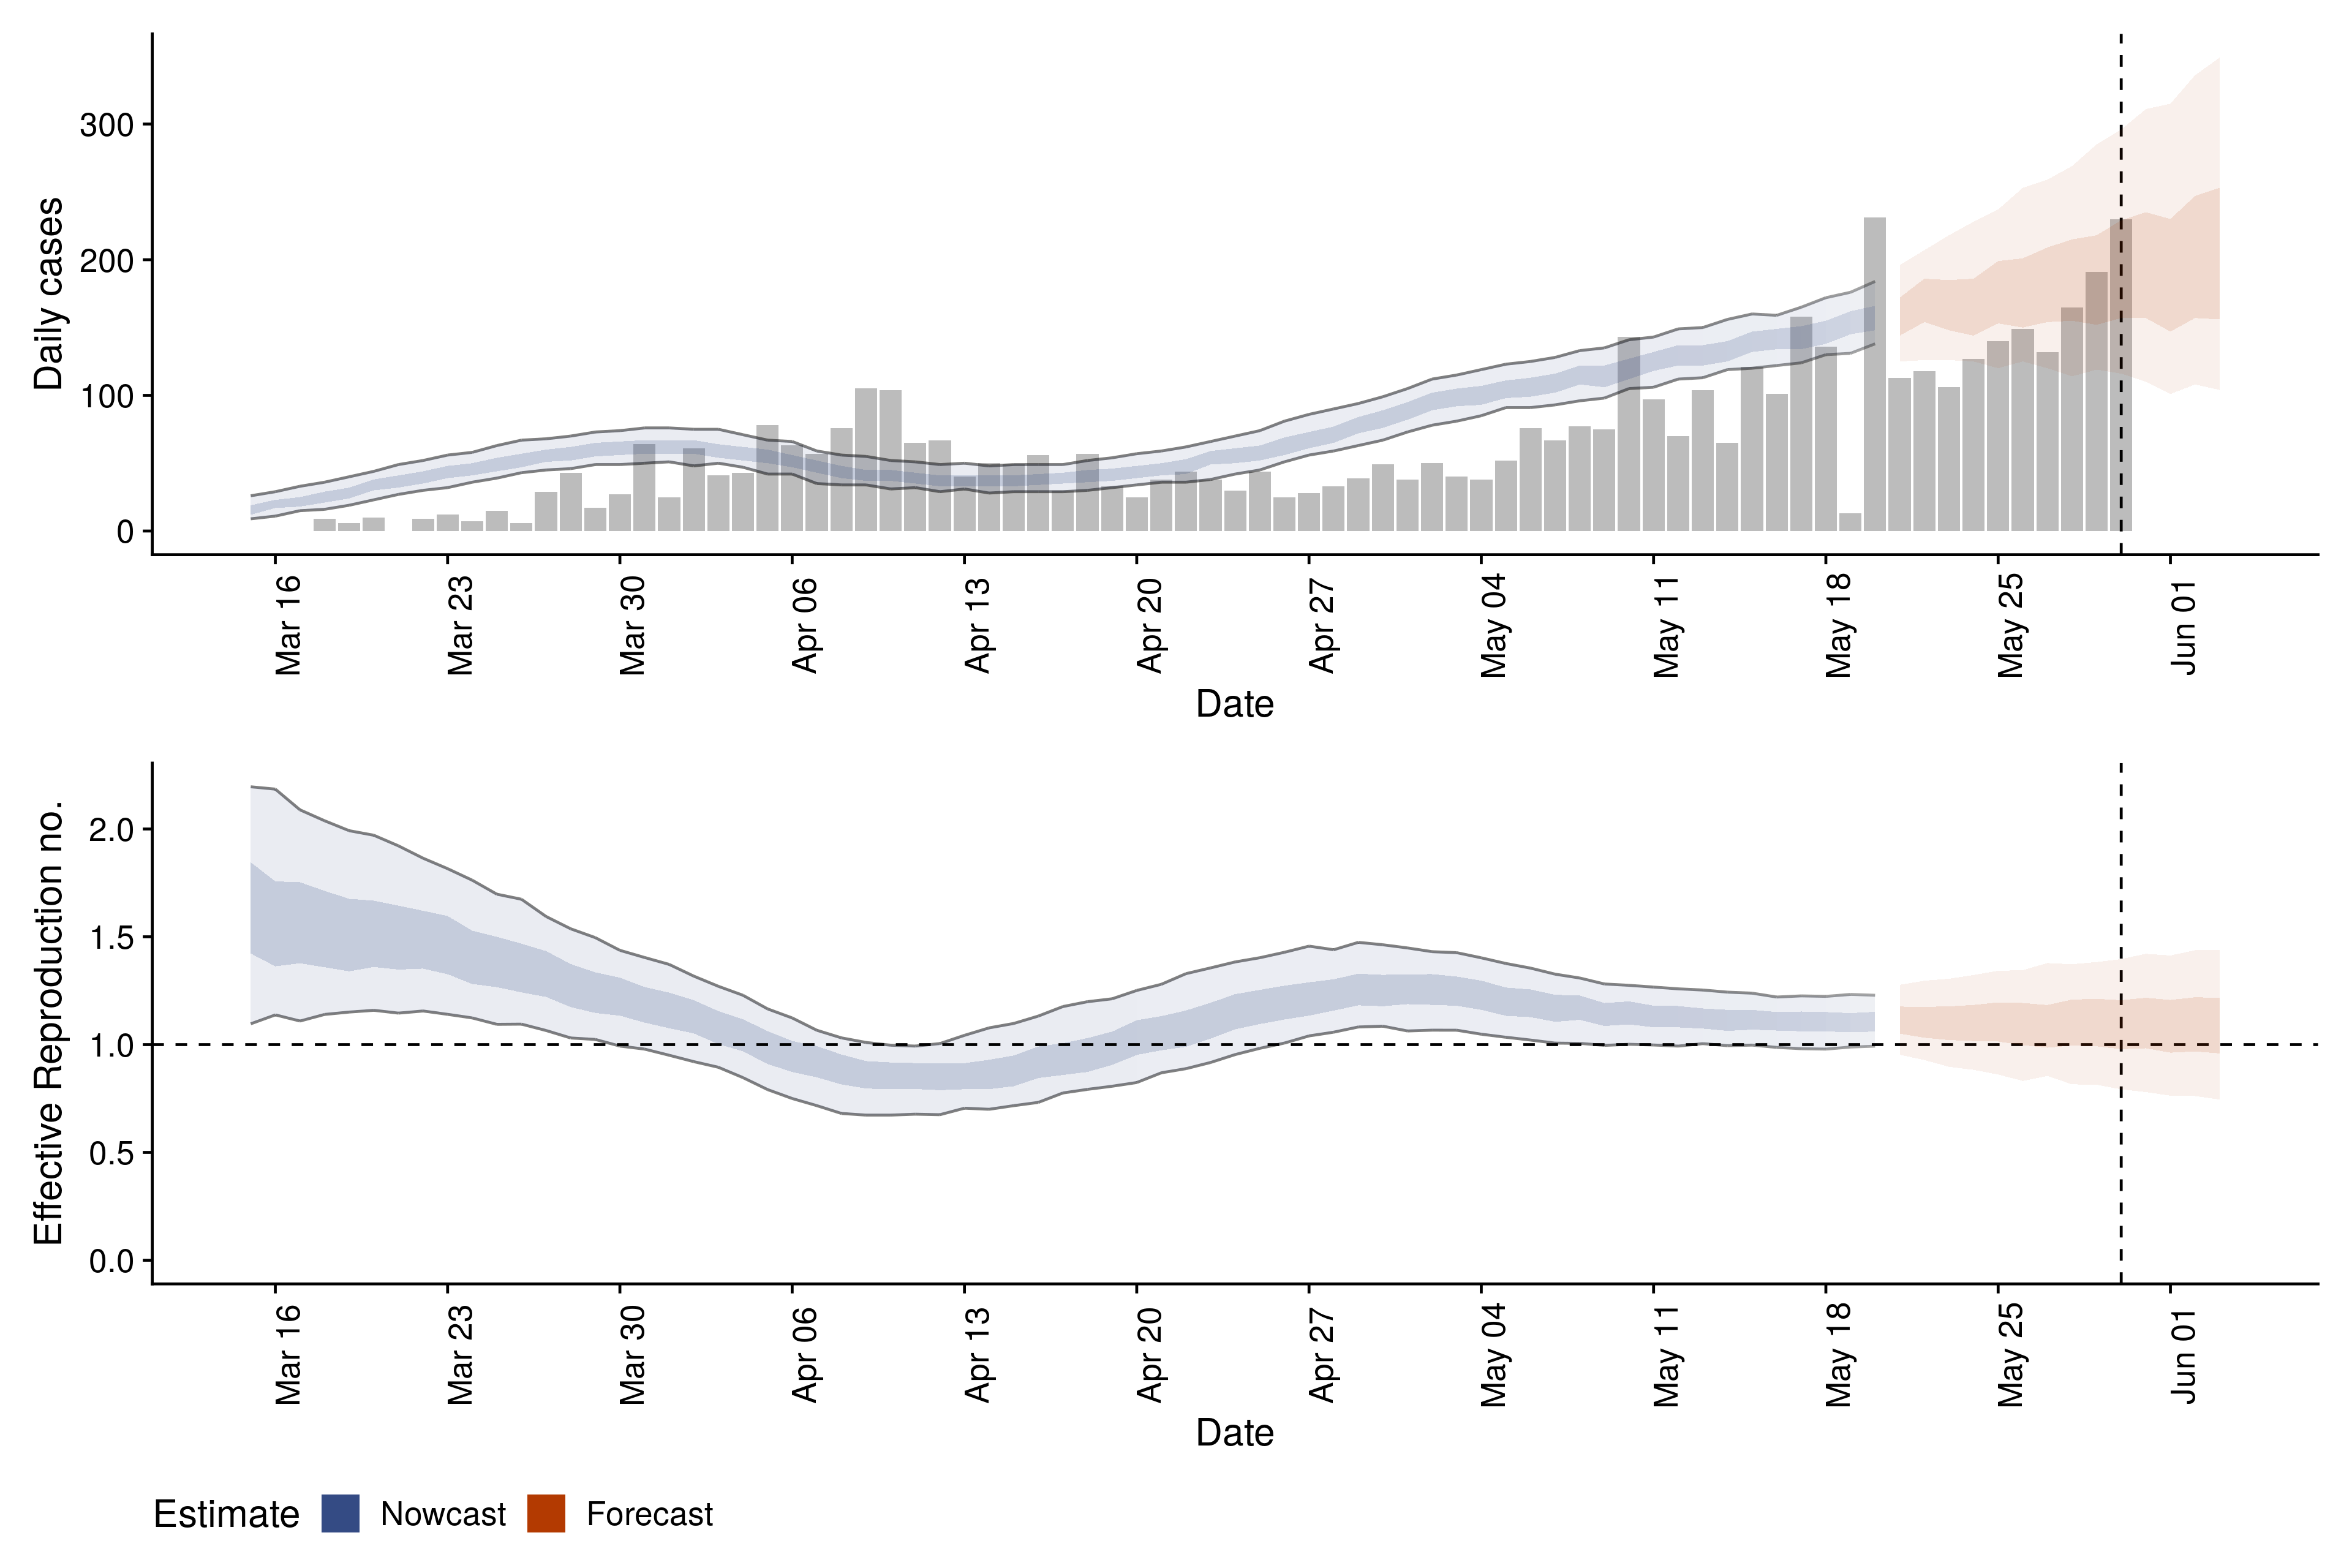 Daily cases
300
200
100
0
Mar 16
Mar 23
Mar 30
Apr 06
Apr 13
Apr 20
Apr 27
May 04
May 11
May 18
May 25
Jun 01
Date
Effective Reproduction no.
2.0
1.5
1.0
0.5
0.0
Mar 16
Mar 23
Mar 30
Apr 06
Apr 13
Apr 20
Apr 27
May 04
May 11
May 18
May 25
Jun 01
Date
Estimate Nowcast Forecast